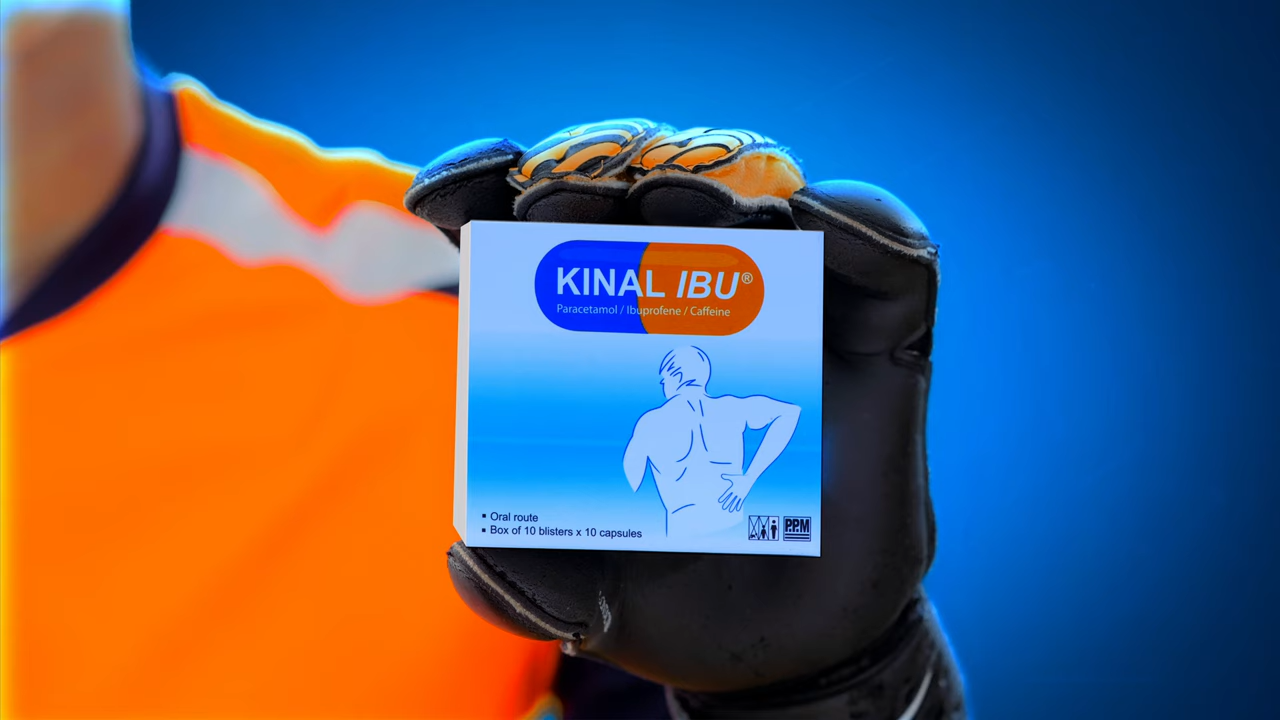 KINAL IBU®
Paracetamol / Ibuprofene / Caffeine
▪ Oral route
▪ Box of 10 blisters x 10 capsules
PPM